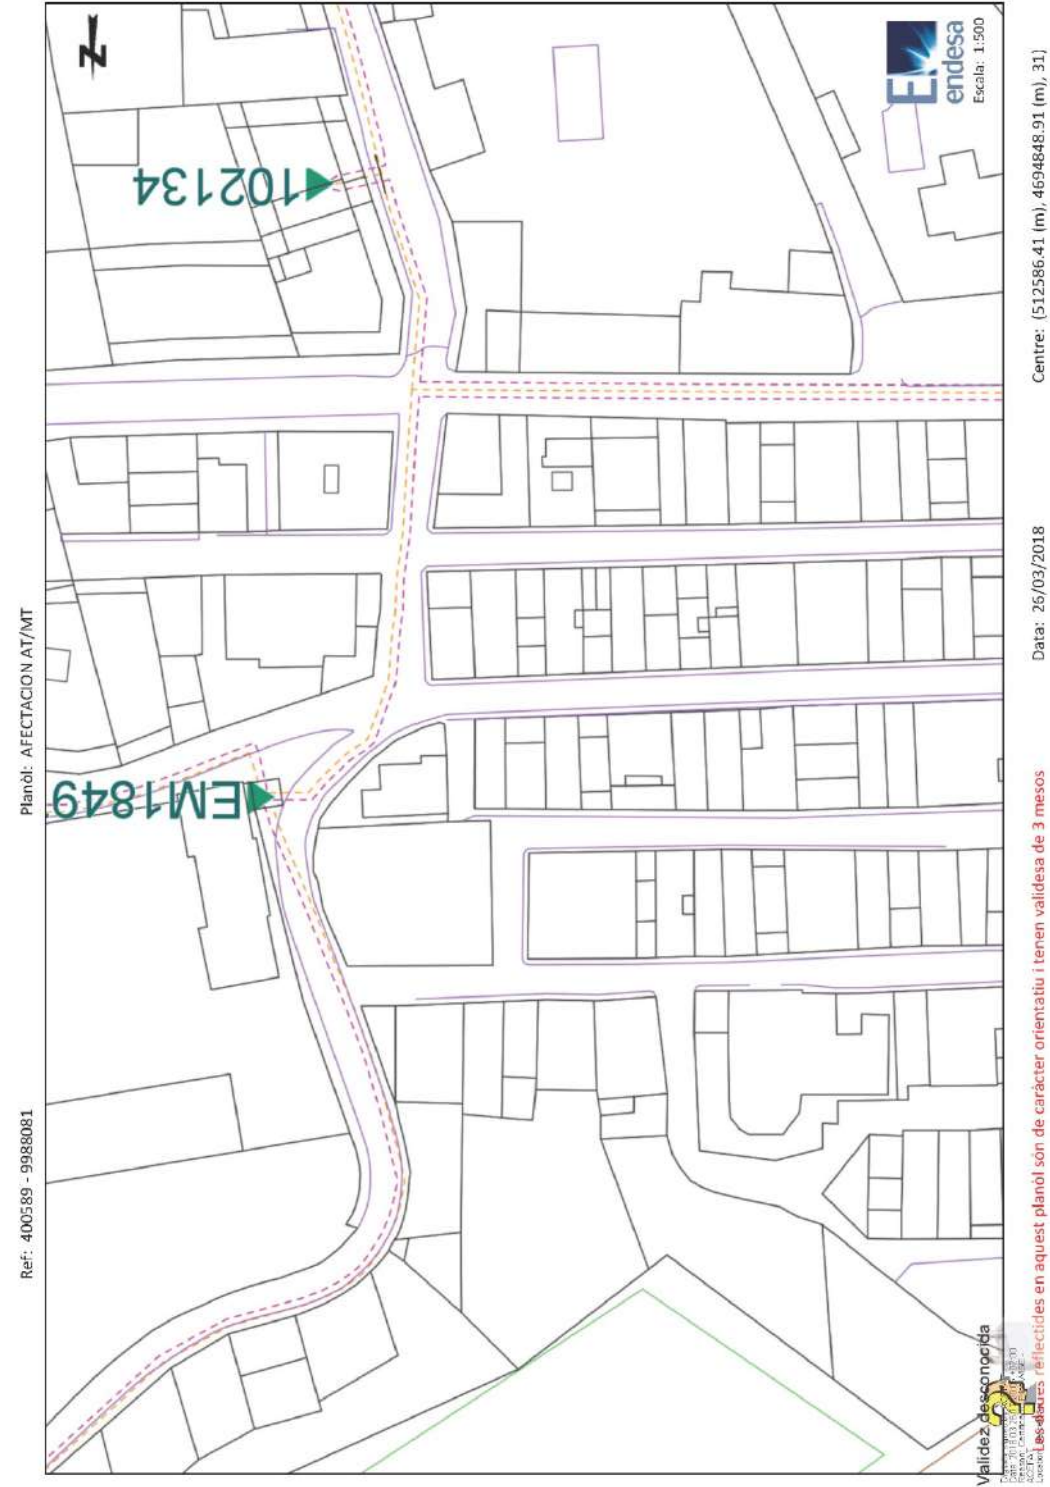 Ref: 400589 - 9988081
Planòl: AFECTACION AT/MT
Escala: 1:500
endesa
N
102134
EM1849
Validez desconocida
Les dades reflectides en aquest planòl són de caràcter orientatiu i tenen validesa de 3 mesos
Data: 26/03/2018
Centre: (512586.41 (m), 4694848.91 (m), 31)